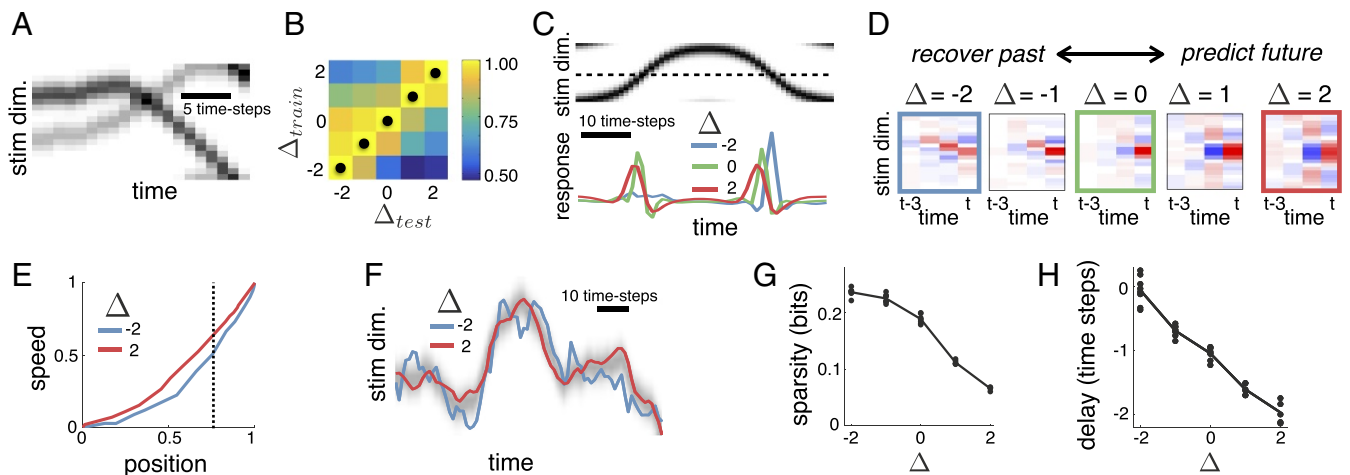 A
stim dim.
5 time-steps
time
B
Δtrain
2
0
-2
-2 0 2
Δtest
1.00
0.75
0.50
C
stim dim.
10 time-steps
response
Δ
-2
0
2
time
D
recover past predict future
Δ = -2 Δ = -1 Δ = 0 Δ = 1 Δ = 2
stim dim.
t-3 t t-3 t t-3 t t-3 t t-3 t
time time time time time
E
speed
1
0.5
0
Δ
-2
2
0 0.5 1
position
F
stim dim.
Δ
-2
2
10 time-steps
time
G
sparsity (bits)
0.2
0.1
0
-2 0 2
Δ
H
delay (time steps)
0
-1
-2
-2 0 2
Δ